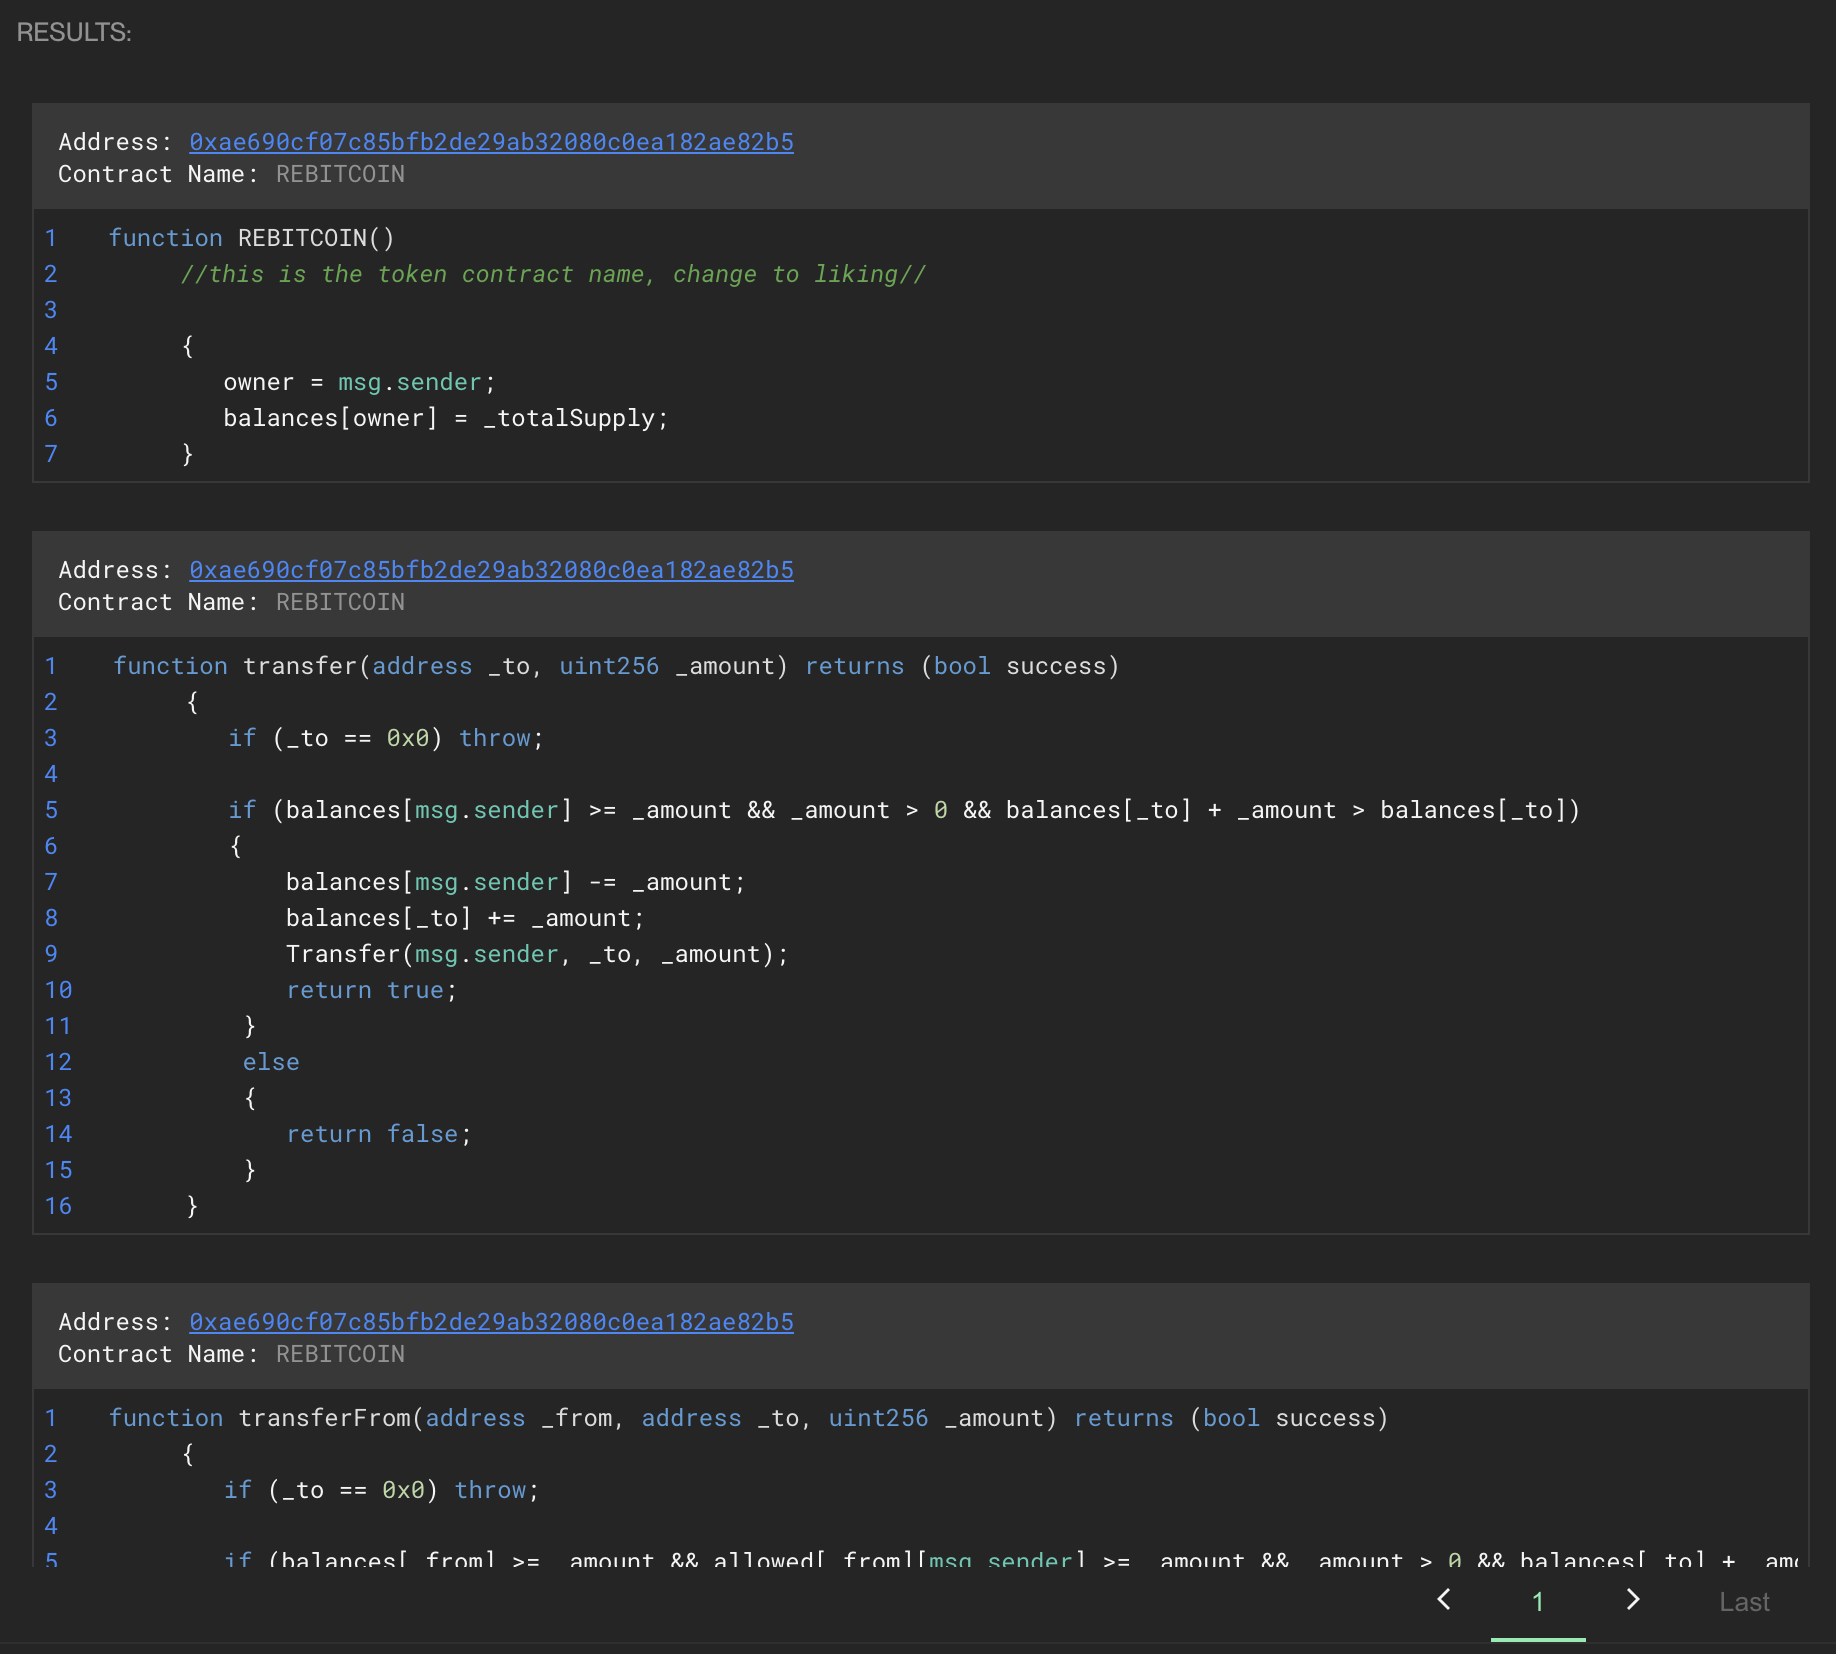 RESULTS:
Address: 0xae690cf07c85bfb2de29ab32080c0ea182ae82b5
Contract Name: REBITCOIN
1 function REBITCOIN()
2 //this is the token contract name, change to liking//
3
4 {
5 owner = msg.sender;
6 balances[owner] = _totalSupply;
7 }
Address: 0xae690cf07c85bfb2de29ab32080c0ea182ae82b5
Contract Name: REBITCOIN
1 function transfer(address _to, uint256 _amount) returns (bool success)
2 {
3 if (_to == 0x0) throw;
4
5 if (balances[msg.sender] >= _amount && _amount > 0 && balances[_to] + _amount > balances[_to])
6 {
7 balances[msg.sender] -= _amount;
8 balances[_to] += _amount;
9 Transfer(msg.sender, _to, _amount);
10 return true;
11 }
12 else
13 {
14 return false;
15 }
16 }
Address: 0xae690cf07c85bfb2de29ab32080c0ea182ae82b5
Contract Name: REBITCOIN
1 function transferFrom(address _from, address _to, uint256 _amount) returns (bool success)
2 {
3 if (_to == 0x0) throw;
4
5 if (balances[_from] >= _amount && allowed[_from][msg.sender] >= _amount && _amount > 0 && balances[_to] +
< 1 > Last